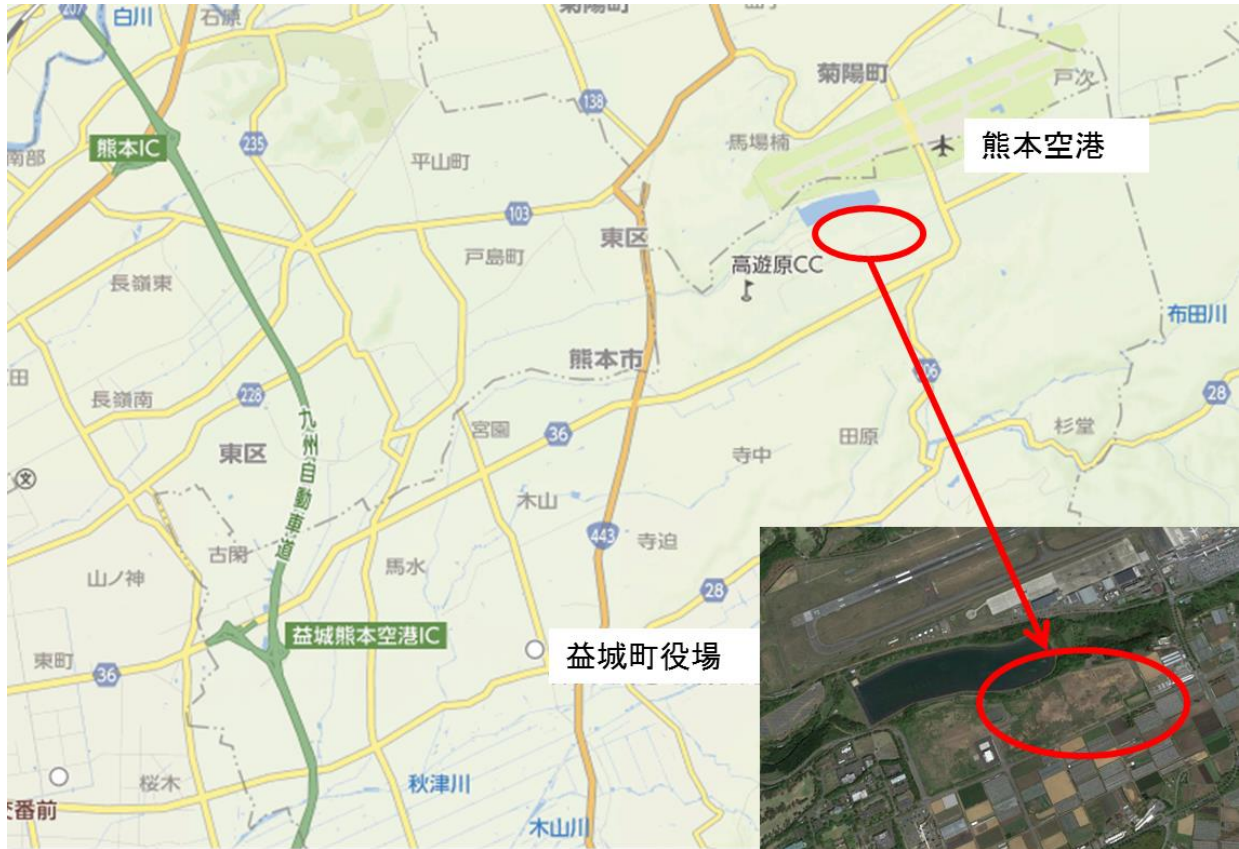 207
白川
石原
菊陽町
熊本IC
南部
235
138
平山町
菊陽町
戸次
馬場楠
熊本空港
103
東区
戸島町
高遊原CC
長嶺東
布田川
熊本市
田
長嶺南
228
九州自動車道
東区
宮園
36
寺中
田原
206
28
杉堂
文
木山
443
寺迫
古閑
馬水
山ノ神
28
益城熊本空港IC
東町
36
益城町役場
桜木
秋津川
交番前
木山川